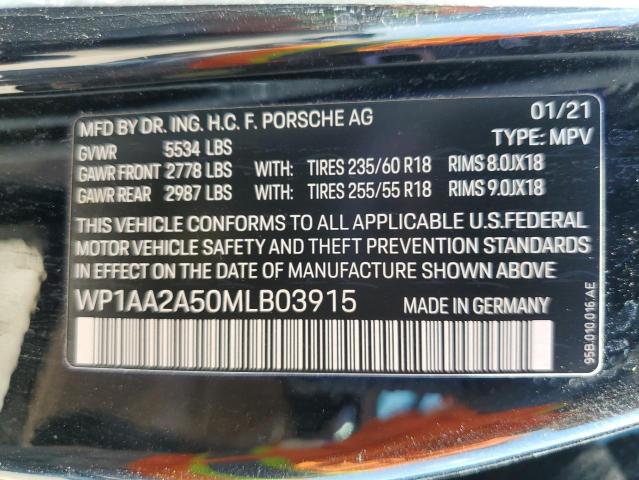 MFD BY DR. ING. H.C. F. PORSCHE AG 01/21
GVWR 5534 LBS TYPE: MPV
GAWR FRONT 2778 LBS WITH: TIRES 235/60 R18 RIMS 8.0JX18
GAWR REAR 2987 LBS WITH: TIRES 255/55 R18 RIMS 9.0JX18
THIS VEHICLE CONFORMS TO ALL APPLICABLE U.S.FEDERAL
MOTOR VEHICLE SAFETY AND THEFT PREVENTION STANDARDS
IN EFFECT ON THE DATE OF MANUFACTURE SHOWN ABOVE.
WP1AA2A50MLB03915 MADE IN GERMANY
95B.010.016.AE